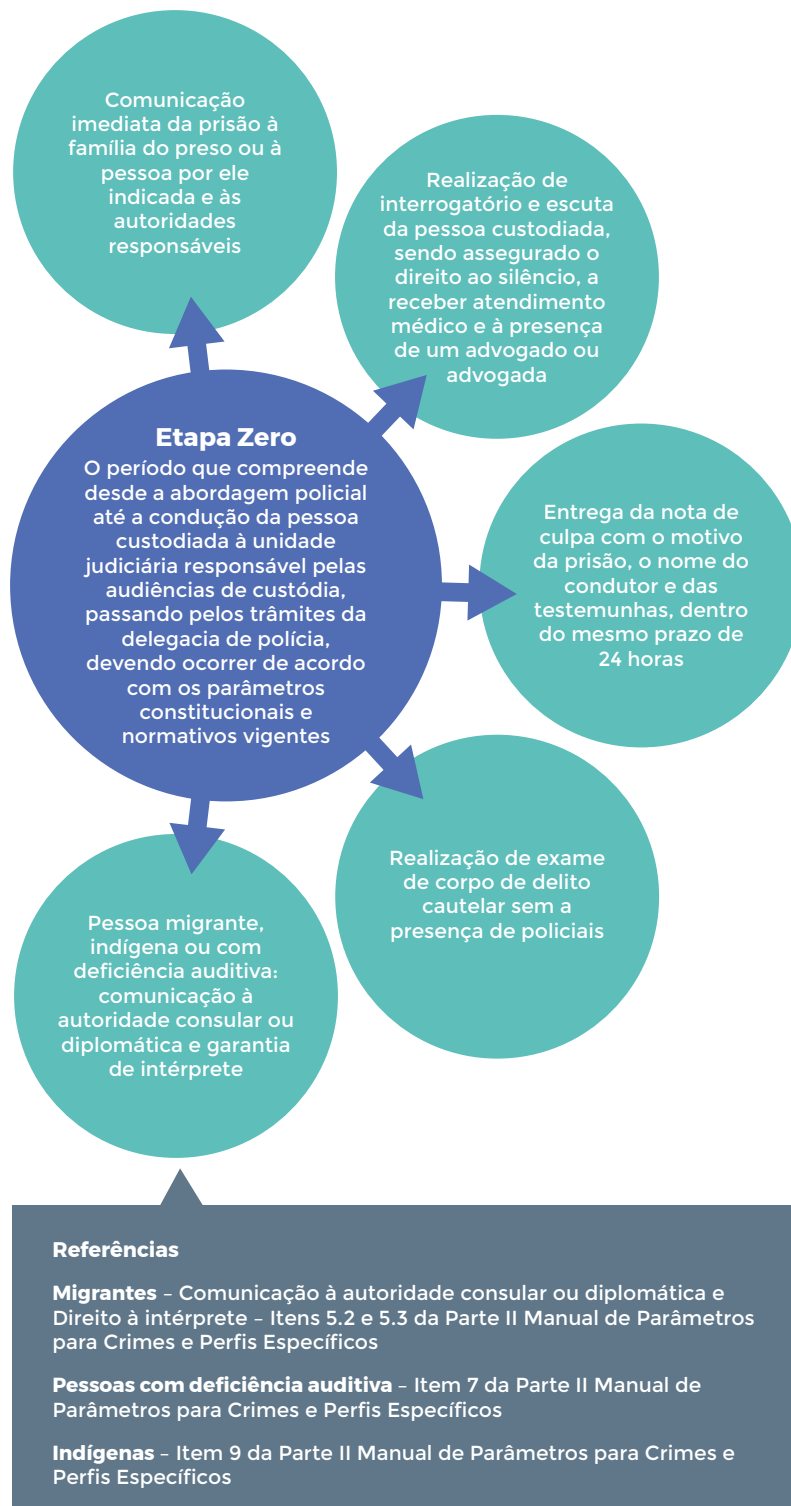 Comunicação
imediata da prisão à
família do preso ou à
pessoa por ele
indicada e às
autoridades
responsáveis
Realização de
interrogatório e escuta
da pessoa custodiada,
sendo assegurado o
direito ao silêncio, a
receber atendimento
médico e à presença
de um advogado ou
advogada
Etapa Zero
O período que compreende
desde a abordagem policial
até a condução da pessoa
custodiada à unidade
judiciária responsável pelas
audiências de custódia,
passando pelos trâmites da
delegacia de polícia,
devendo ocorrer de acordo
com os parâmetros
constitucionais e
normativos vigentes
Entrega da nota de
culpa com o motivo
da prisão, o nome do
condutor e das
testemunhas, dentro
do mesmo prazo de
24 horas
Realização de exame
de corpo de delito
cautelar sem a
presença de policiais
Pessoa migrante,
indígena ou com
deficiência auditiva:
comunicação à
autoridade consular ou
diplomática e garantia
de intérprete
Referências
Migrantes – Comunicação à autoridade consular ou diplomática e
Direito à intérprete – Itens 5.2 e 5.3 da Parte II Manual de Parâmetros
para Crimes e Perfis Específicos
Pessoas com deficiência auditiva – Item 7 da Parte II Manual de
Parâmetros para Crimes e Perfis Específicos
Indígenas – Item 9 da Parte II Manual de Parâmetros para Crimes e
Perfis Específicos